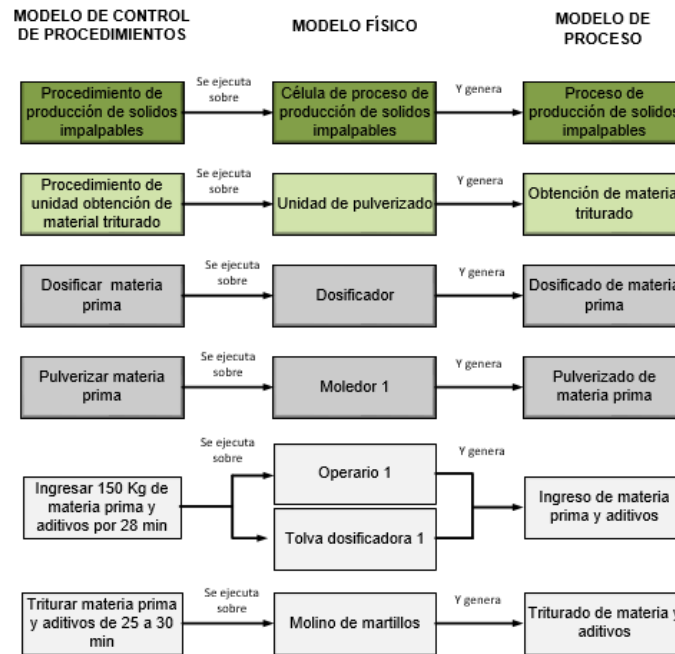 MODELO DE CONTROL
DE PROCEDIMIENTOS
MODELO FÍSICO
MODELO DE
PROCESO
Procedimiento de
producción de solidos
impalpables
Se ejecuta
sobre
Célula de proceso de
producción de solidos
impalpables
Y genera
Proceso de
producción de solidos
impalpables
Procedimiento de
unidad obtención de
material triturado
Se ejecuta
sobre
Unidad de pulverizado
Y genera
Obtención de material
triturado
Dosificar materia
prima
Se ejecuta
sobre
Dosificador
Y genera
Dosificado de materia
prima
Pulverizar materia
prima
Se ejecuta
sobre
Moledor 1
Y genera
Pulverizado de
materia prima
Ingresar 150 Kg de
materia prima y
aditivos por 28 min
Se ejecuta
sobre
Operario 1
Tolva dosificadora 1
Y genera
Ingreso de materia
prima y aditivos
Triturar materia prima
y aditivos de 25 a 30
min
Se ejecuta
sobre
Molino de martillos
Y genera
Triturado de materia y
aditivos